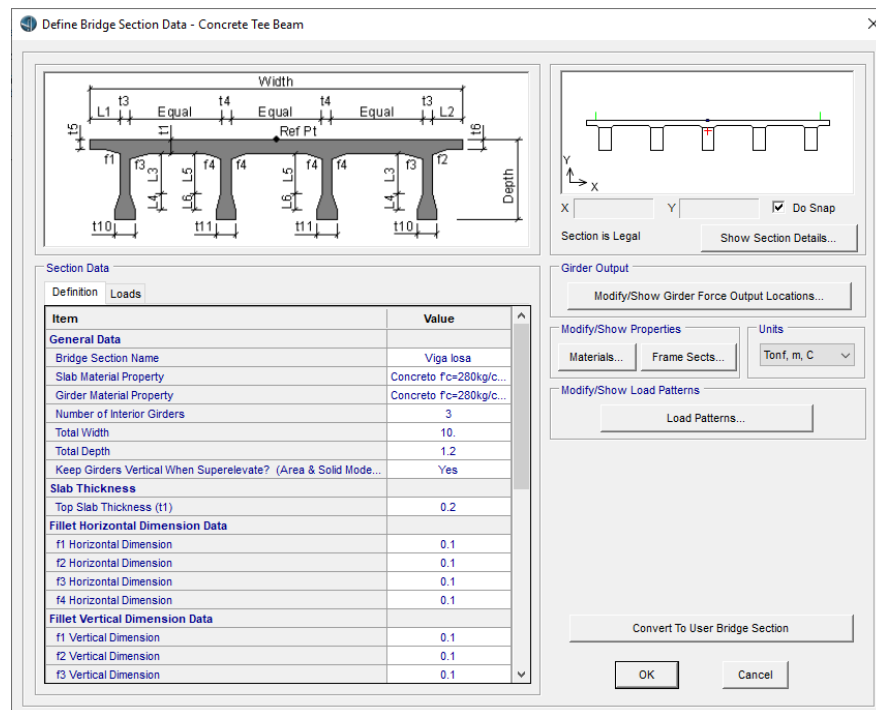 Define Bridge Section Data - Concrete Tee Beam
Width
L1 t3 Equal t4 Equal t4 Equal t3 L2
t5 t1 Ref Pt t6
f1 f3 L3 L5 f4 f4 L5 f4 f4 L3 f3 f2 Depth
L4 L6 L6 L4
t10 t11 t11 t10
Y
X
X Y Do Snap
Section is Legal Show Section Details...
Section Data
Definition Loads
Item Value
General Data
Bridge Section Name Viga losa
Slab Material Property Concreto f'c=280kg/c...
Girder Material Property Concreto f'c=280kg/c...
Number of Interior Girders 3
Total Width 10.
Total Depth 1.2
Keep Girders Vertical When Superelevate? (Area & Solid Mode... Yes
Slab Thickness
Top Slab Thickness (t1) 0.2
Fillet Horizontal Dimension Data
f1 Horizontal Dimension 0.1
f2 Horizontal Dimension 0.1
f3 Horizontal Dimension 0.1
f4 Horizontal Dimension 0.1
Fillet Vertical Dimension Data
f1 Vertical Dimension 0.1
f2 Vertical Dimension 0.1
f3 Vertical Dimension 0.1
Girder Output
Modify/Show Girder Force Output Locations...
Modify/Show Properties
Materials... Frame Sects...
Units
Tonf, m, C
Modify/Show Load Patterns
Load Patterns...
Convert To User Bridge Section
OK Cancel